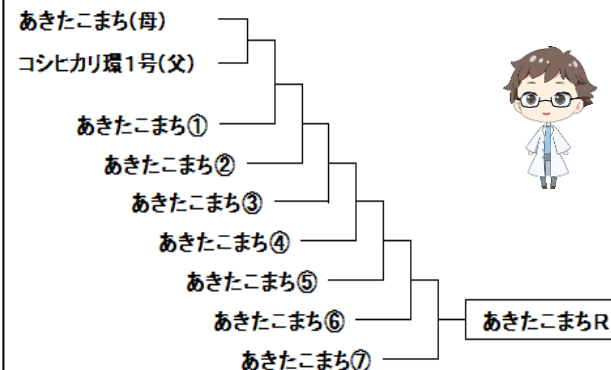 あきたこまち(母)
コシヒカリ環1号(父)
あきたこまち①
あきたこまち②
あきたこまち③
あきたこまち④
あきたこまち⑤
あきたこまち⑥
あきたこまちR
あきたこまち⑦